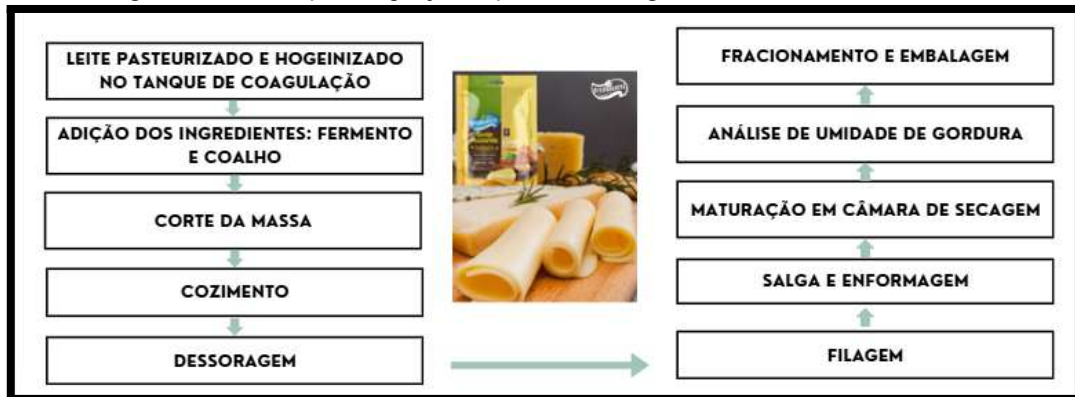 LEITE PASTEURIZADO E HOGEINIZADO
NO TANQUE DE COAGULAÇÃO
ADIÇÃO DOS INGREDIENTES: FERMENTO
E COALHO
CORTE DA MASSA
COZIMENTO
DESSORAGEM
FILAGEM
SALGA E ENFORMAGEM
MATURAÇÃO EM CÂMARA DE SECAGEM
ANÁLISE DE UMIDADE DE GORDURA
FRACIONAMENTO E EMBALAGEM